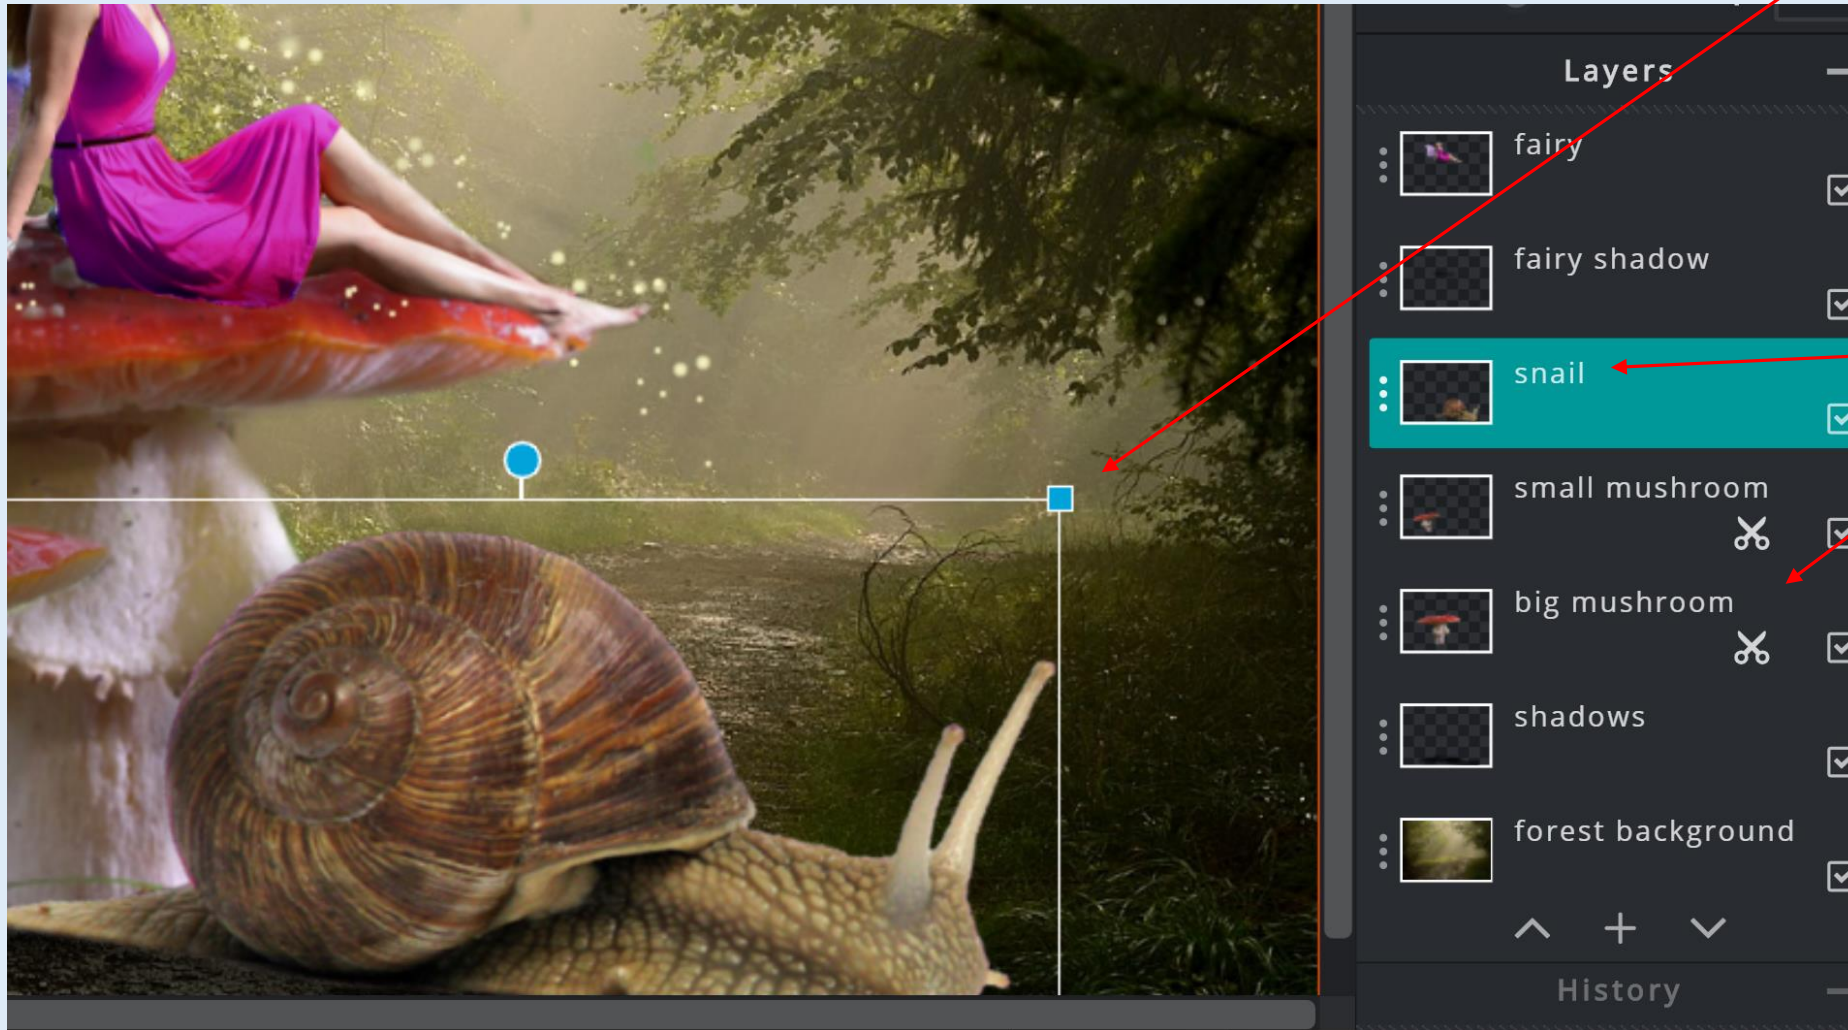 Layers
fairy
fairy shadow
snail
small mushroom
big mushroom
shadows
forest background
History